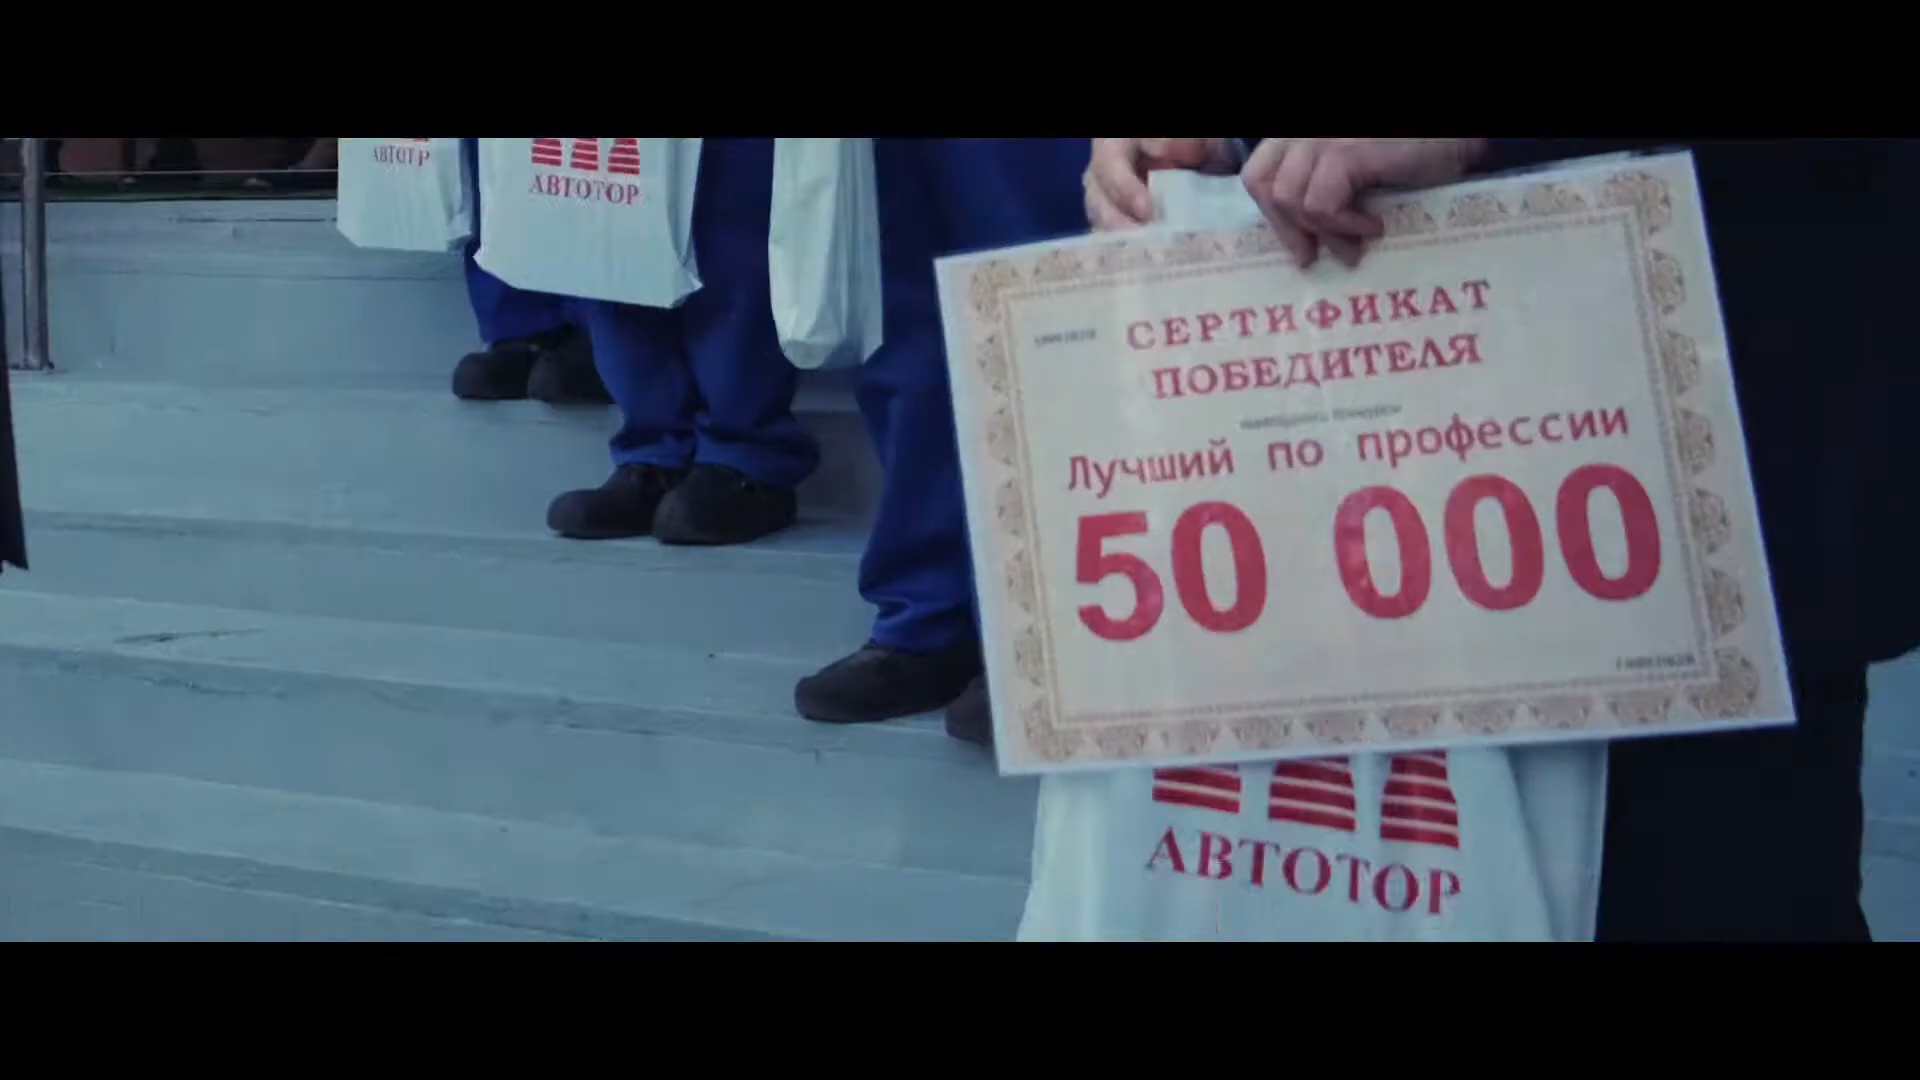 АВТОТОР
АВТОТОР
СЕРТИФИКАТ
ПОБЕДИТЕЛЯ
Лучший по профессии
50 000
АВТОТОР